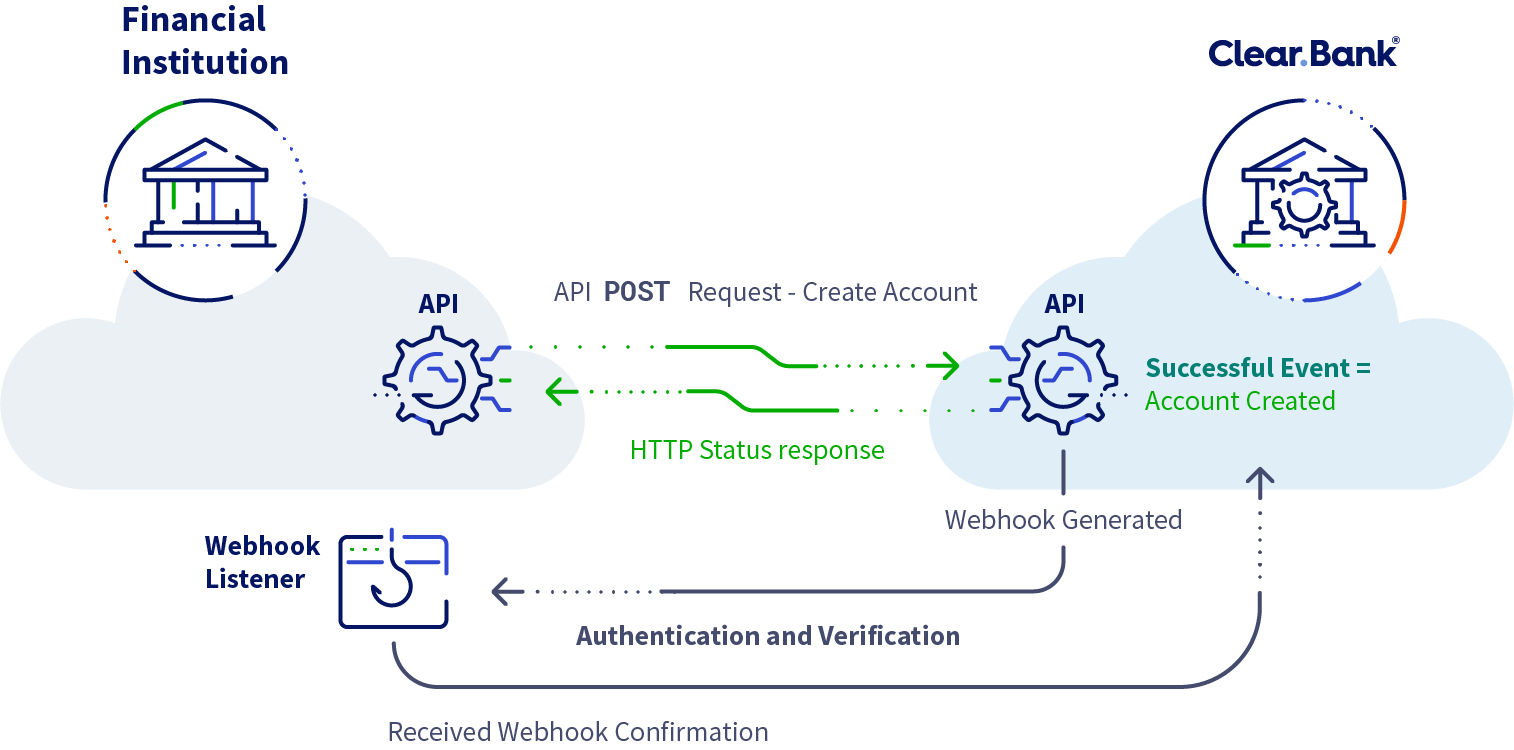 Financial
Institution
Clear.Bank®
API
API POST Request - Create Account
API
Successful Event =
Account Created
HTTP Status response
Webhook Generated
Webhook
Listener
Authentication and Verification
Received Webhook Confirmation